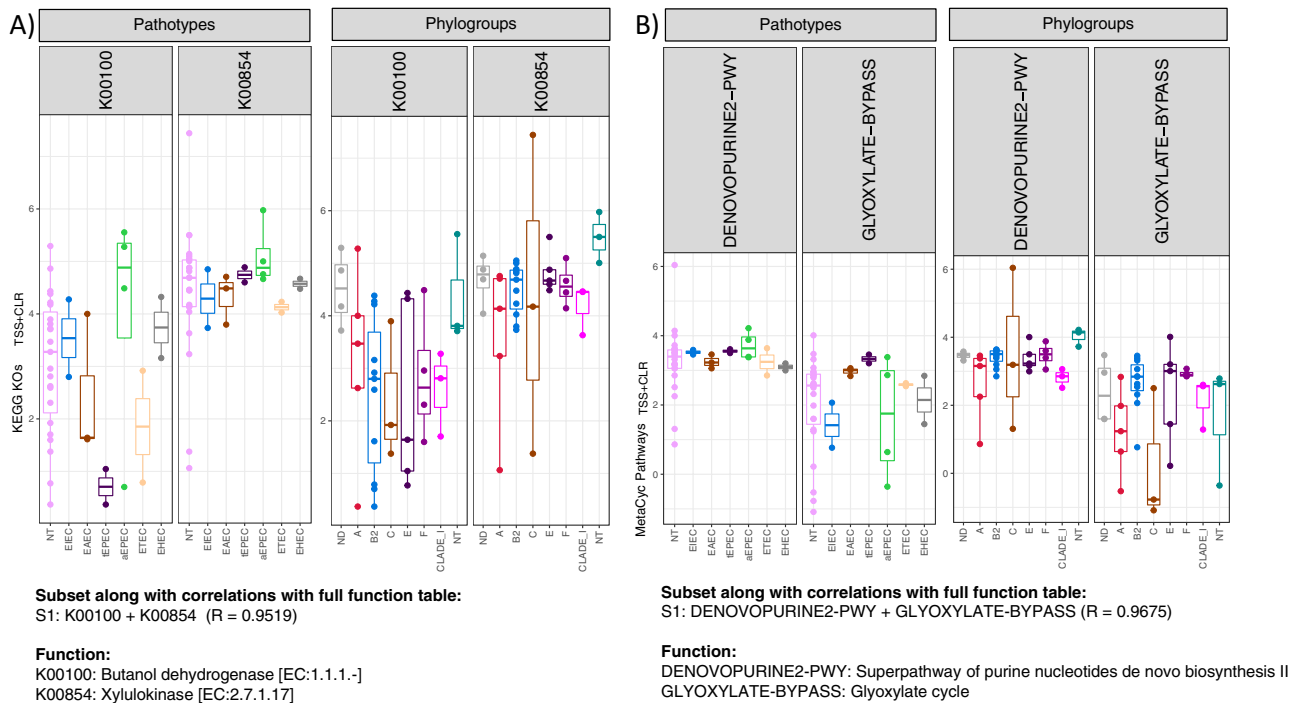 A)
Pathotypes
Phylogroups
K00100
K00854
K00100
K00854
KEGG KOs TSS+CLR
6
4
2
6
4
2
NT
EIEC
EAEC
tEPEC
aEPEC
ETEC
EHEC
NT
EIEC
EAEC
tEPEC
aEPEC
ETEC
EHEC
ND
A
B2
C
E
F
CLADE_I
NT
ND
A
B2
C
E
F
CLADE_I
NT
Subset along with correlations with full function table:
S1: K00100 + K00854 (R = 0.9519)
Function:
K00100: Butanol dehydrogenase [EC:1.1.1.-]
K00854: Xylulokinase [EC:2.7.1.17]
B)
Pathotypes
Phylogroups
DENOVOPURINE2−PWY
GLYOXYLATE−BYPASS
DENOVOPURINE2−PWY
GLYOXYLATE−BYPASS
MetaCyc Pathways TSS-CLR
6
4
2
0
6
4
2
0
NT
EIEC
EAEC
tEPEC
aEPEC
ETEC
EHEC
NT
EIEC
EAEC
tEPEC
aEPEC
ETEC
EHEC
ND
A
B2
C
E
F
CLADE_I
NT
ND
A
B2
C
E
F
CLADE_I
NT
Subset along with correlations with full function table:
S1: DENOVOPURINE2-PWY + GLYOXYLATE-BYPASS (R = 0.9675)
Function:
DENOVOPURINE2-PWY: Superpathway of purine nucleotides de novo biosynthesis II
GLYOXYLATE-BYPASS: Glyoxylate cycle